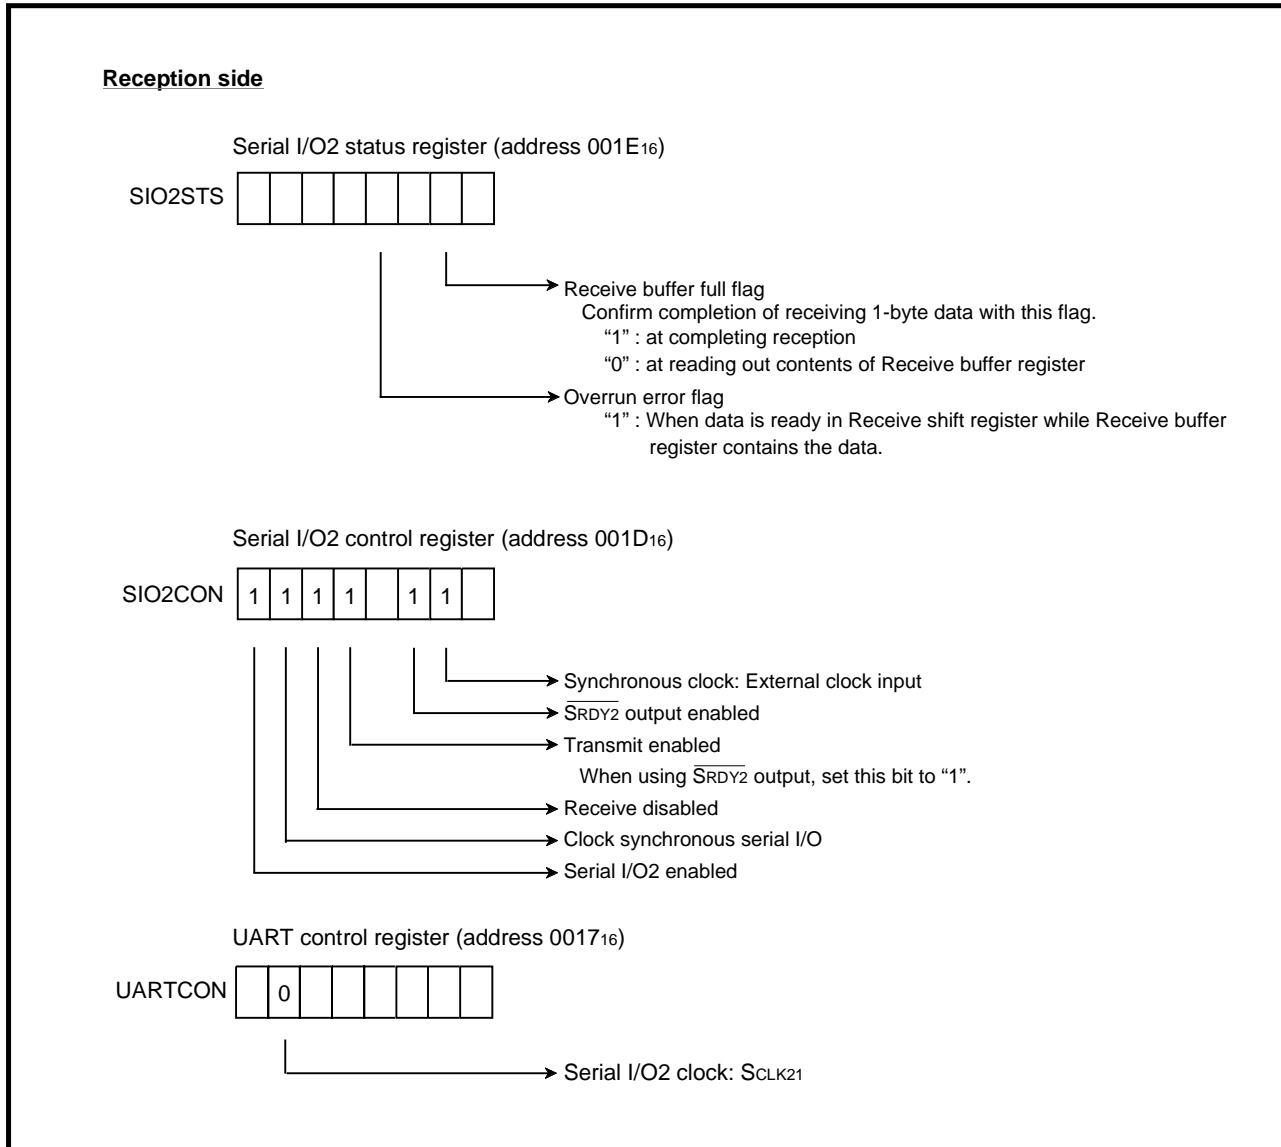 Reception side
Serial I/O2 status register (address 001E16)
SIO2STS
Receive buffer full flag
Confirm completion of receiving 1-byte data with this flag.
“1” : at completing reception
“0” : at reading out contents of Receive buffer register
Overrun error flag
“1” : When data is ready in Receive shift register while Receive buffer
register contains the data.
Serial I/O2 control register (address 001D16)
SIO2CON 1 1 1 1 1 1
Synchronous clock: External clock input
SRDY2 output enabled
Transmit enabled
When using SRDY2 output, set this bit to “1”.
Receive disabled
Clock synchronous serial I/O
Serial I/O2 enabled
UART control register (address 001716)
UARTCON 0
Serial I/O2 clock: SCLK21